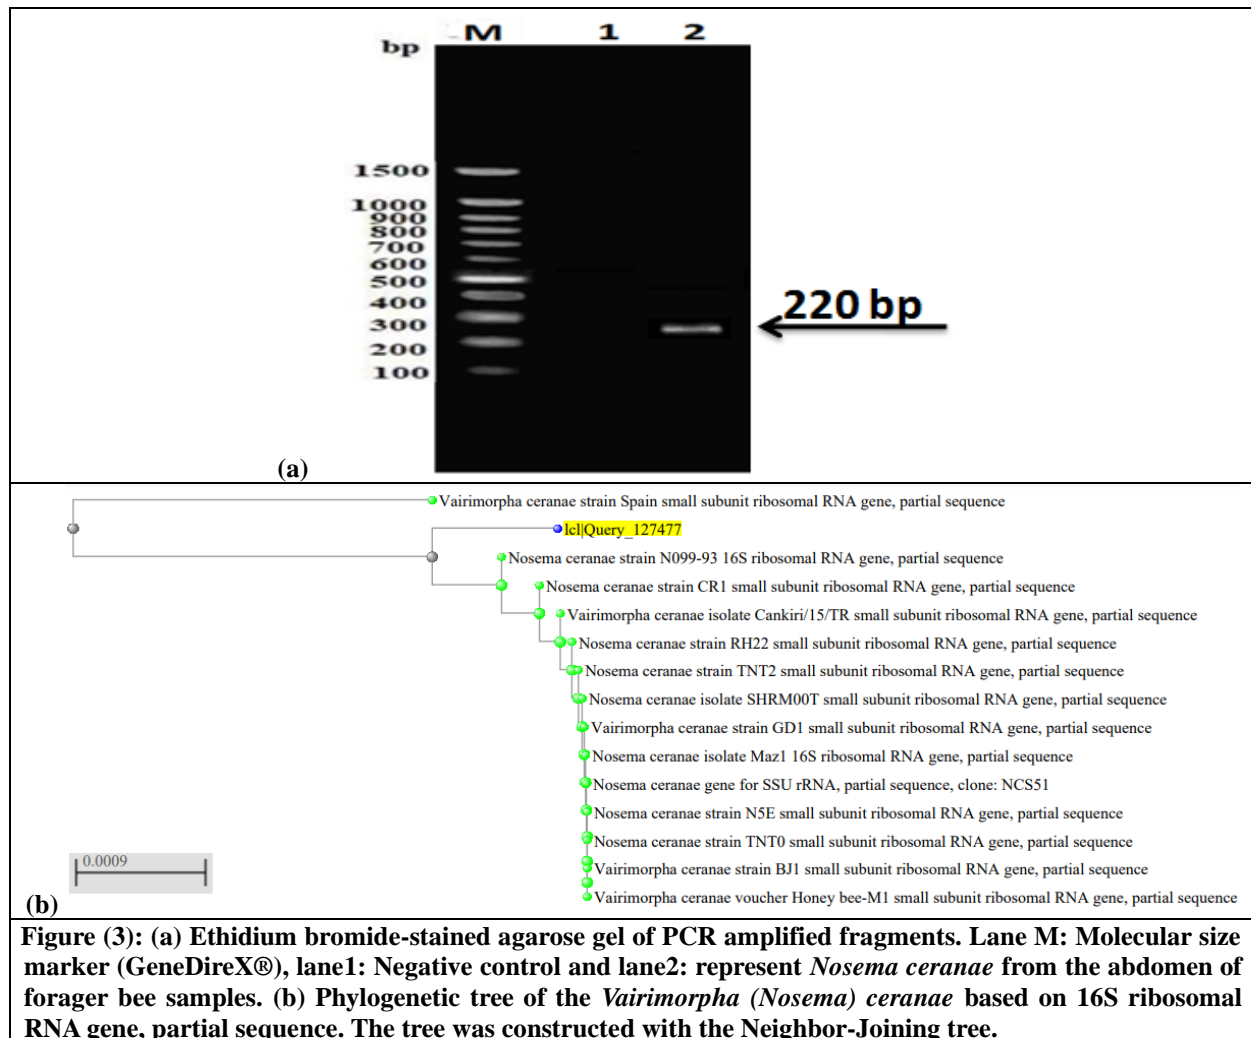 M 1 2
bp
1500
1000
900
800
700
600
500
400
300
200
100
220 bp
(a)
Vairimorpha ceranae strain Spain small subunit ribosomal RNA gene, partial sequence
lcl|Query_127477
Nosema ceranae strain N099-93 16S ribosomal RNA gene, partial sequence
Nosema ceranae strain CR1 small subunit ribosomal RNA gene, partial sequence
Vairimorpha ceranae isolate Cankiri/15/TR small subunit ribosomal RNA gene, partial sequence
Nosema ceranae strain RH22 small subunit ribosomal RNA gene, partial sequence
Nosema ceranae strain TNT2 small subunit ribosomal RNA gene, partial sequence
Nosema ceranae isolate SHRM00T small subunit ribosomal RNA gene, partial sequence
Vairimorpha ceranae strain GD1 small subunit ribosomal RNA gene, partial sequence
Nosema ceranae isolate Maz1 16S ribosomal RNA gene, partial sequence
Nosema ceranae gene for SSU rRNA, partial sequence, clone: NCS51
Nosema ceranae strain N5E small subunit ribosomal RNA gene, partial sequence
Nosema ceranae strain TNT0 small subunit ribosomal RNA gene, partial sequence
Vairimorpha ceranae strain BJ1 small subunit ribosomal RNA gene, partial sequence
Vairimorpha ceranae voucher Honey bee-M1 small subunit ribosomal RNA gene, partial sequence
0.0009
(b)
Figure (3): (a) Ethidium bromide-stained agarose gel of PCR amplified fragments. Lane M: Molecular size
marker (GeneDireX®), lane1: Negative control and lane2: represent Nosema ceranae from the abdomen of
forager bee samples. (b) Phylogenetic tree of the Vairimorpha (Nosema) ceranae based on 16S ribosomal
RNA gene, partial sequence. The tree was constructed with the Neighbor-Joining tree.